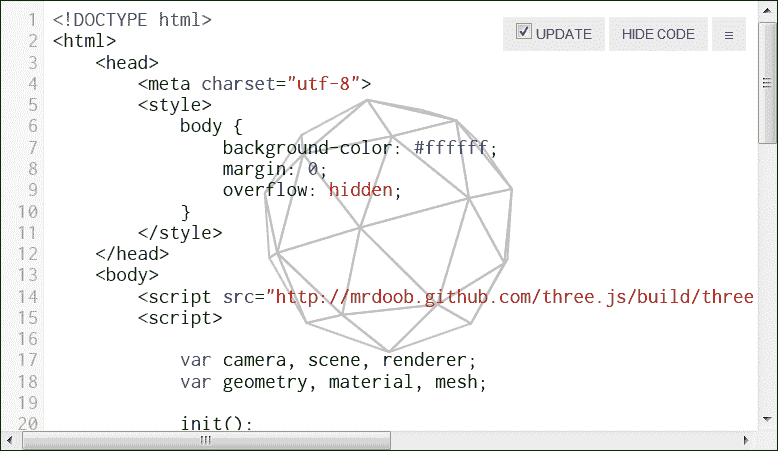 1 <!DOCTYPE html>
2 <html>
UPDATE HIDE CODE ≡
3     <head>
4         <meta charset="utf-8">
5         <style>
6             body {
7                 background-color: #ffffff;
8                 margin: 0;
9                 overflow: hidden;
10             }
11         </style>
12     </head>
13     <body>
14         <script src="http://mrdoob.github.com/three.js/build/three
15         <script>
16
17             var camera, scene, renderer;
18             var geometry, material, mesh;
19
20             init();